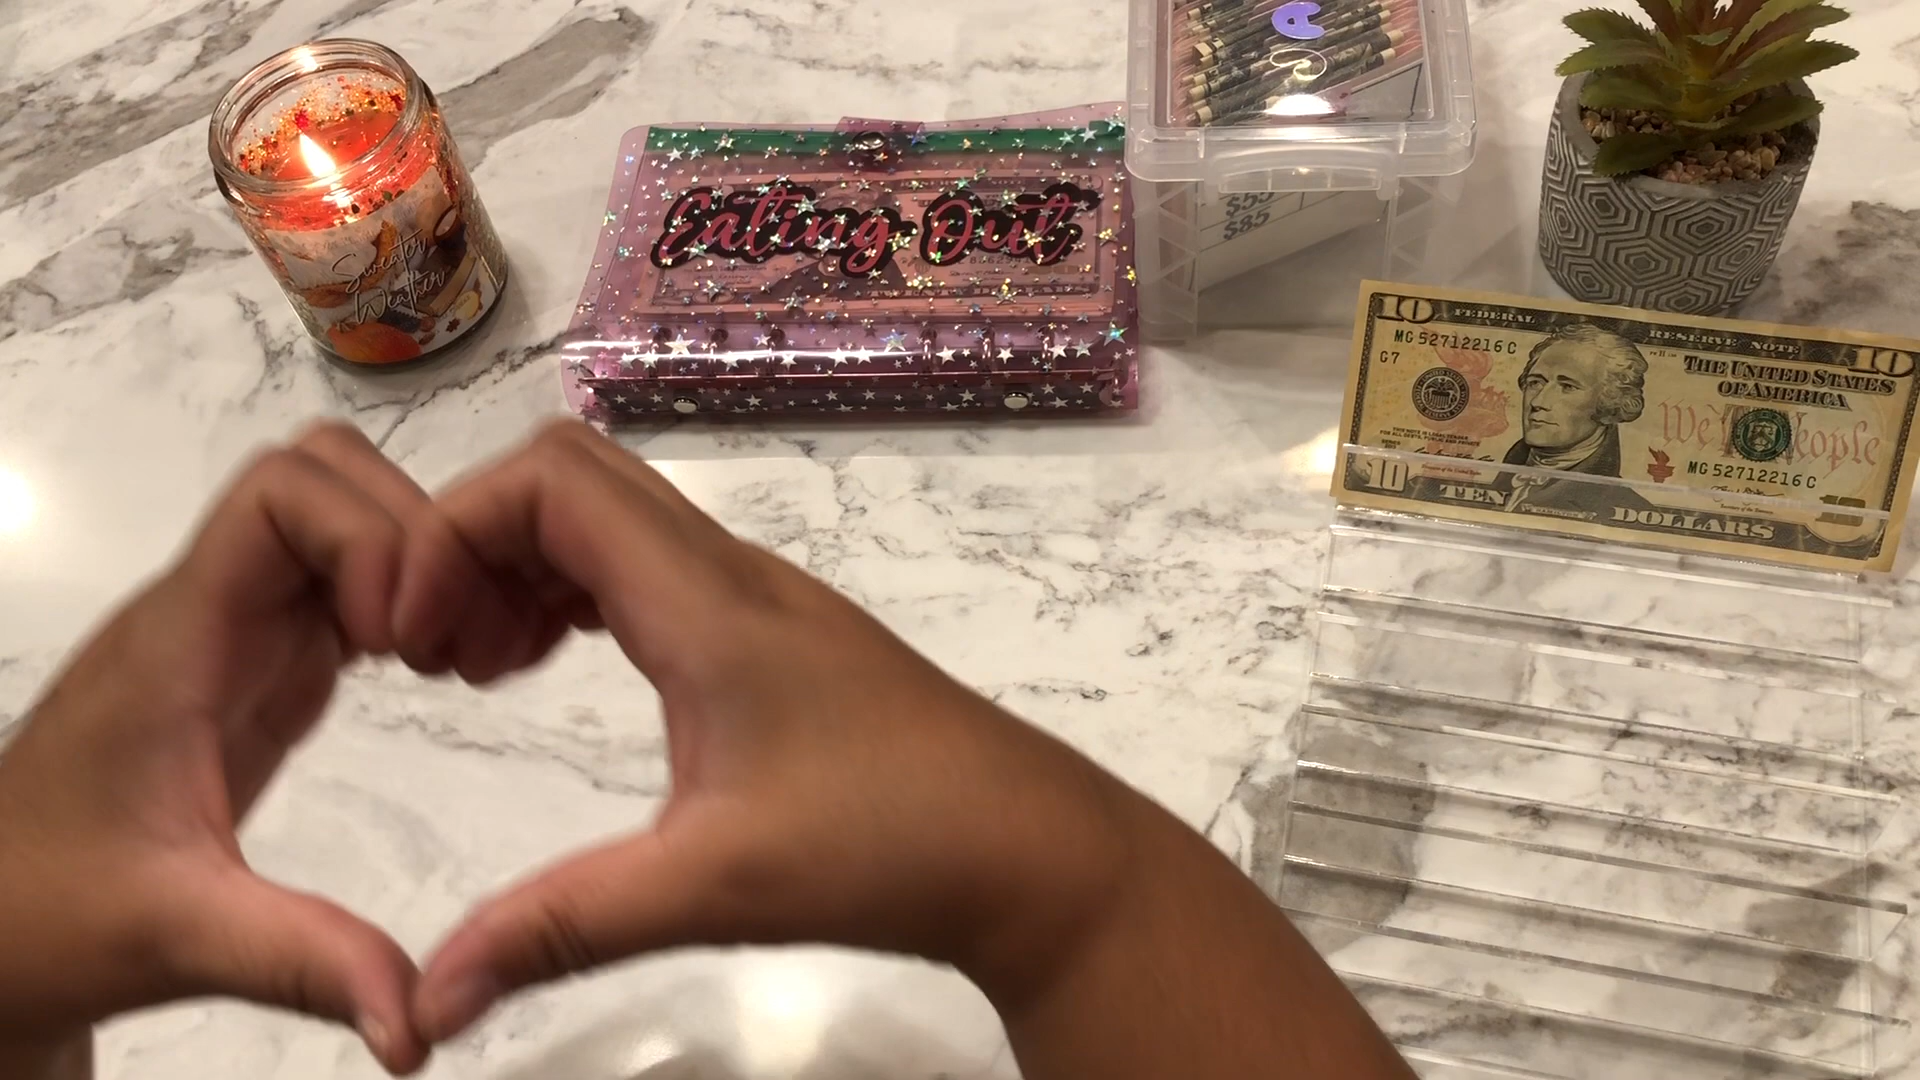 Sweater
Weather
Eating Out
A
$55
$85
10 FEDERAL RESERVE NOTE 10
MG 52712216 C
G7
THE UNITED STATES
OF AMERICA
We The People
MG 52712216 C
10 TEN DOLLARS